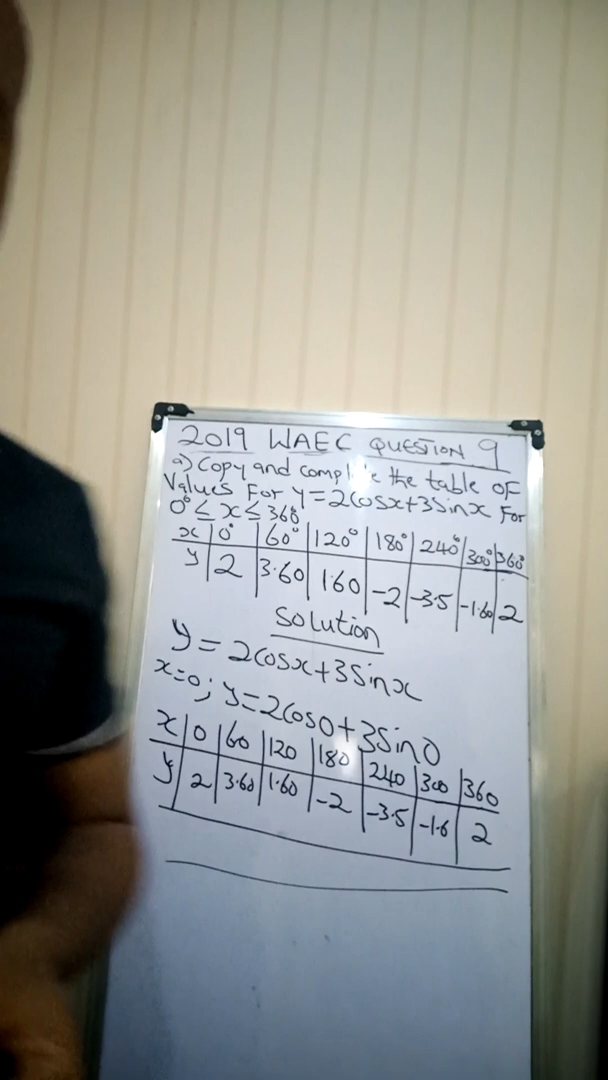 2019 WAEC QUESTION 9
a) Copy and complete the table of
Values For y=2cosx+3sinx For
0° ≤ x ≤ 360°
x | 0° | 60° | 120° | 180° | 240° | 300° | 360°
y | 2 | 3.60 | 1.60 | -2 | -3.5 | -1.60 | 2
Solution
y = 2cosx+3sinx
x=0; y=2cos0+3sin0
x | 0 | 60 | 120 | 180 | 240 | 300 | 360
y | 2 | 3.60 | 1.60 | -2 | -3.5 | -1.6 | 2